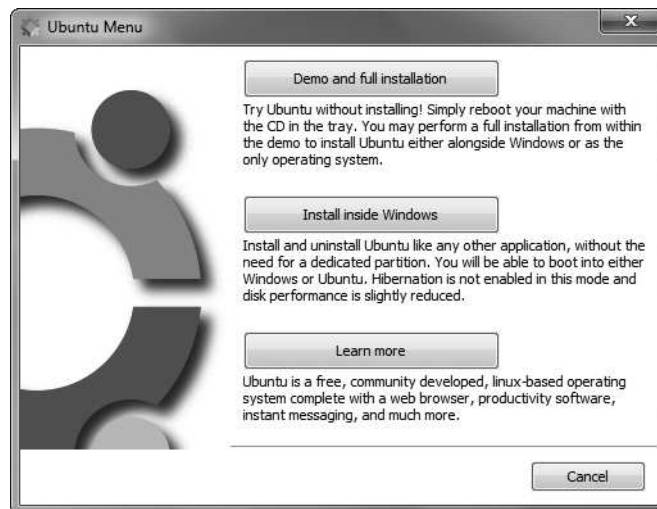 Ubuntu Menu
X
Demo and full installation
Try Ubuntu without installing! Simply reboot your machine with
the CD in the tray. You may perform a full installation from within
the demo to install Ubuntu either alongside Windows or as the
only operating system.
Install inside Windows
Install and uninstall Ubuntu like any other application, without the
need for a dedicated partition. You will be able to boot into either
Windows or Ubuntu. Hibernation is not enabled in this mode and
disk performance is slightly reduced.
Learn more
Ubuntu is a free, community developed, linux-based operating
system complete with a web browser, productivity software,
instant messaging, and much more.
Cancel